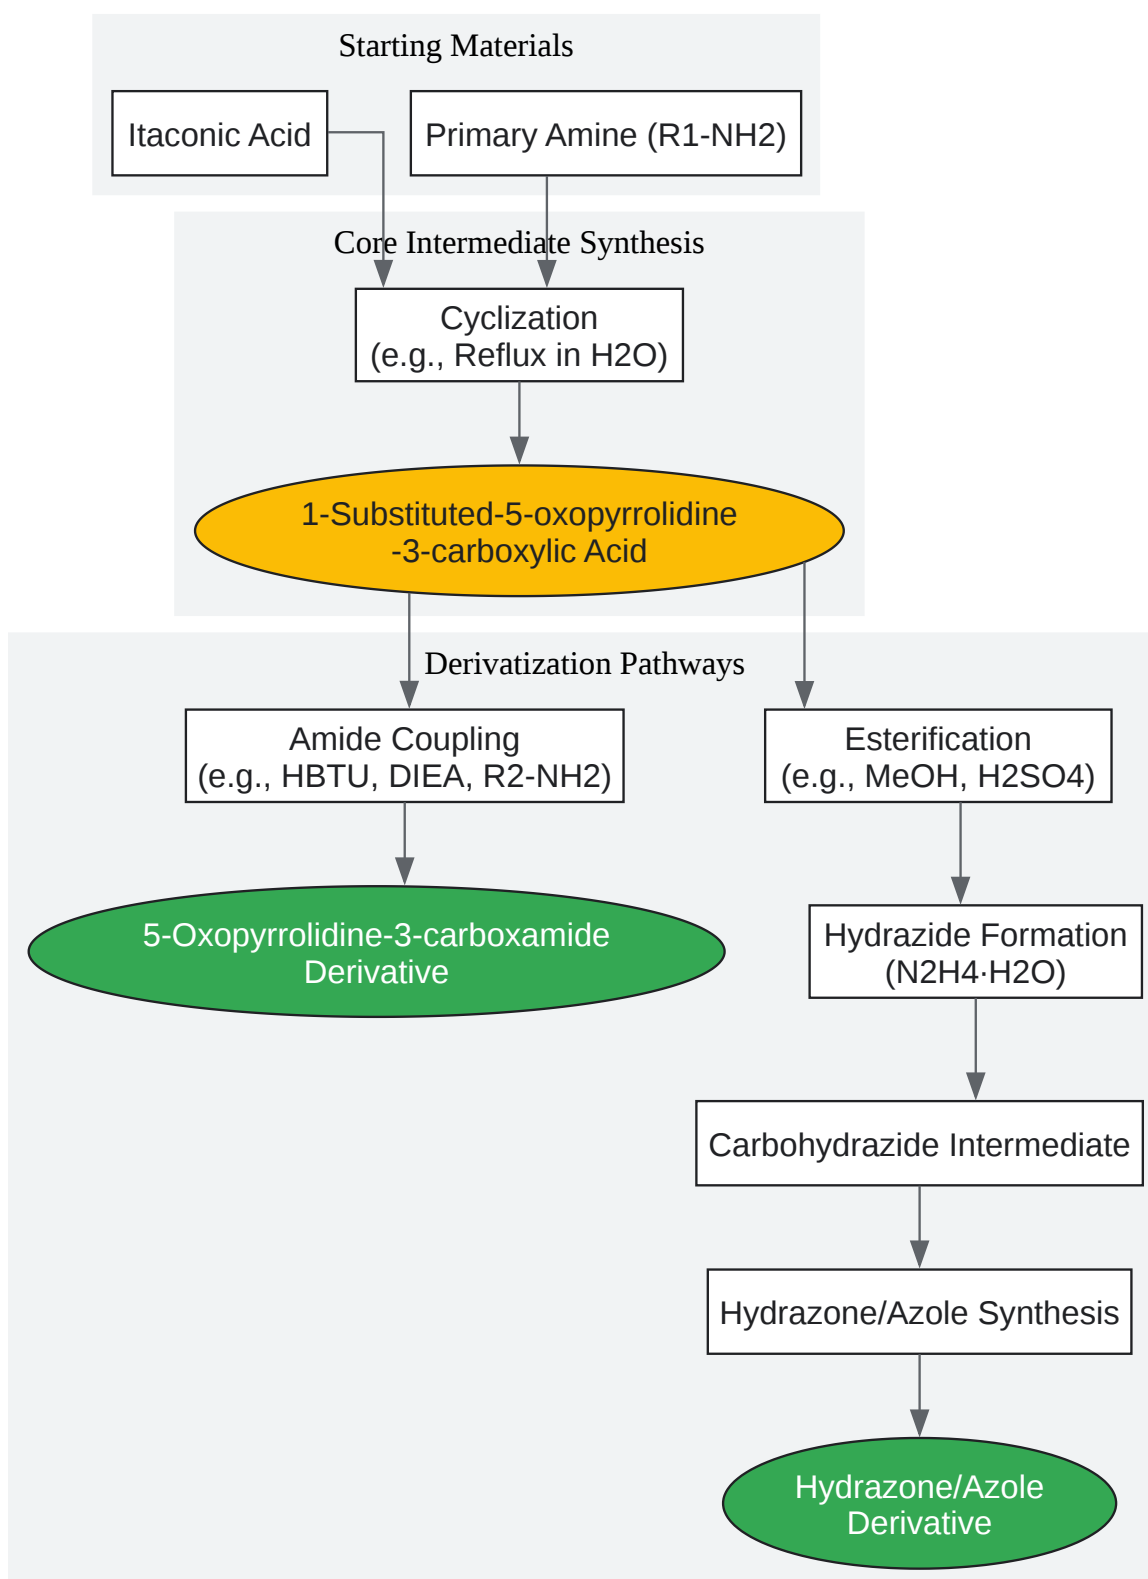 Starting Materials
Itaconic Acid
Primary Amine (R1-NH2)
Core Intermediate Synthesis
Cyclization
(e.g., Reflux in H2O)
1-Substituted-5-oxopyrrolidine
-3-carboxylic Acid
Derivatization Pathways
Amide Coupling
(e.g., HBTU, DIEA, R2-NH2)
Esterification
(e.g., MeOH, H2SO4)
5-Oxopyrrolidine-3-carboxamide
Derivative
Hydrazide Formation
(N2H4·H2O)
Carbohydrazide Intermediate
Hydrazone/Azole Synthesis
Hydrazone/Azole
Derivative